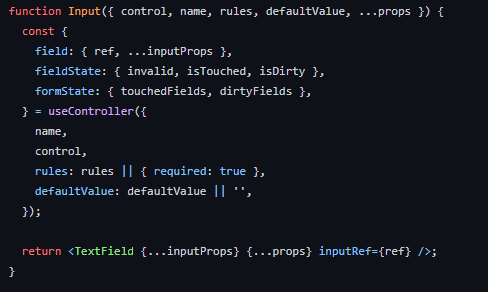 function Input({ control, name, rules, defaultValue, ...props }) {
  const {
    field: { ref, ...inputProps },
    fieldState: { invalid, isTouched, isDirty },
    formState: { touchedFields, dirtyFields },
  } = useController({
    name,
    control,
    rules: rules || { required: true },
    defaultValue: defaultValue || '',
  });

  return <TextField {...inputProps} {...props} inputRef={ref} />;
}